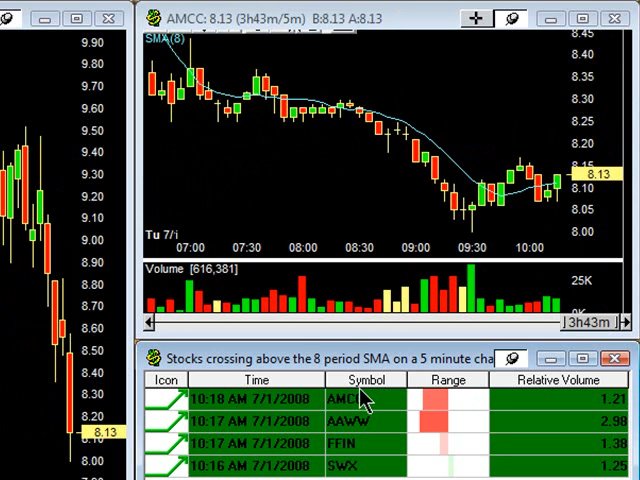 AMCC: 8.13 (3h43m/5m) B:8.13 A:8.13
SMA (8)
9.90
9.80
9.70
9.60
9.50
9.40
9.30
9.20
9.10
9.00
8.90
8.80
8.70
8.60
8.50
8.40
8.30
8.20
8.13
8.00
8.45
8.40
8.35
8.30
8.25
8.20
8.15
8.13
8.10
8.05
8.00
Tu 7/i
07:00 07:30 08:00 08:30 09:00 09:30 10:00
Volume [616,381]
25K
0K
3h43m
Stocks crossing above the 8 period SMA on a 5 minute cha
Icon Time Symbol Range Relative Volume
10:18 AM 7/1/2008 AMC 1.21
10:17 AM 7/1/2008 AAWW 2.98
10:17 AM 7/1/2008 FFIN 1.38
10:16 AM 7/1/2008 SWX 1.25